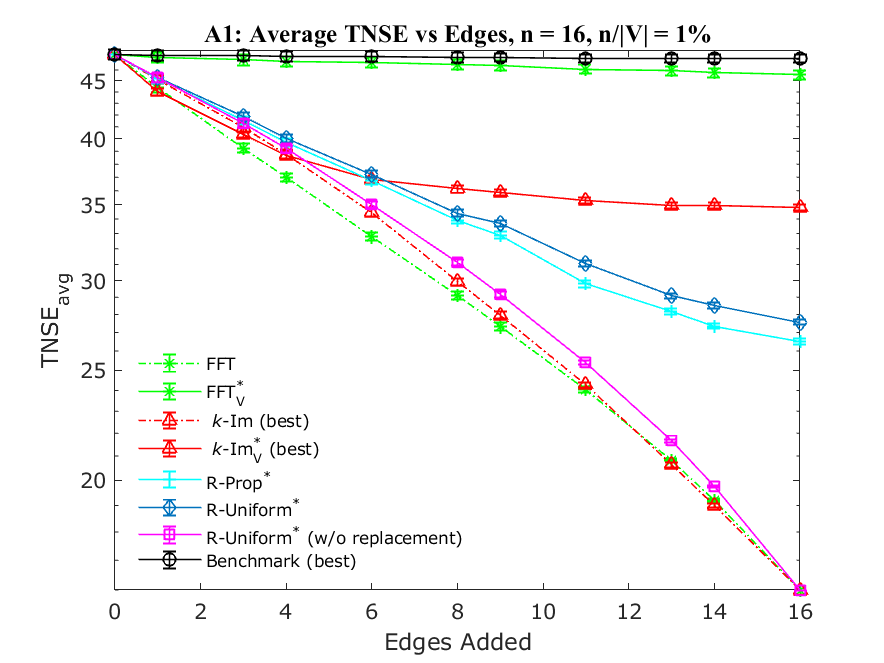 A1: Average TNSE vs Edges, n = 16, n/|V| = 1%
TNSE_avg
45
40
35
30
25
20
FFT
FFT*_V
k-Im (best)
k-Im*_V (best)
R-Prop*
R-Uniform*
R-Uniform* (w/o replacement)
Benchmark (best)
0 2 4 6 8 10 12 14 16
Edges Added